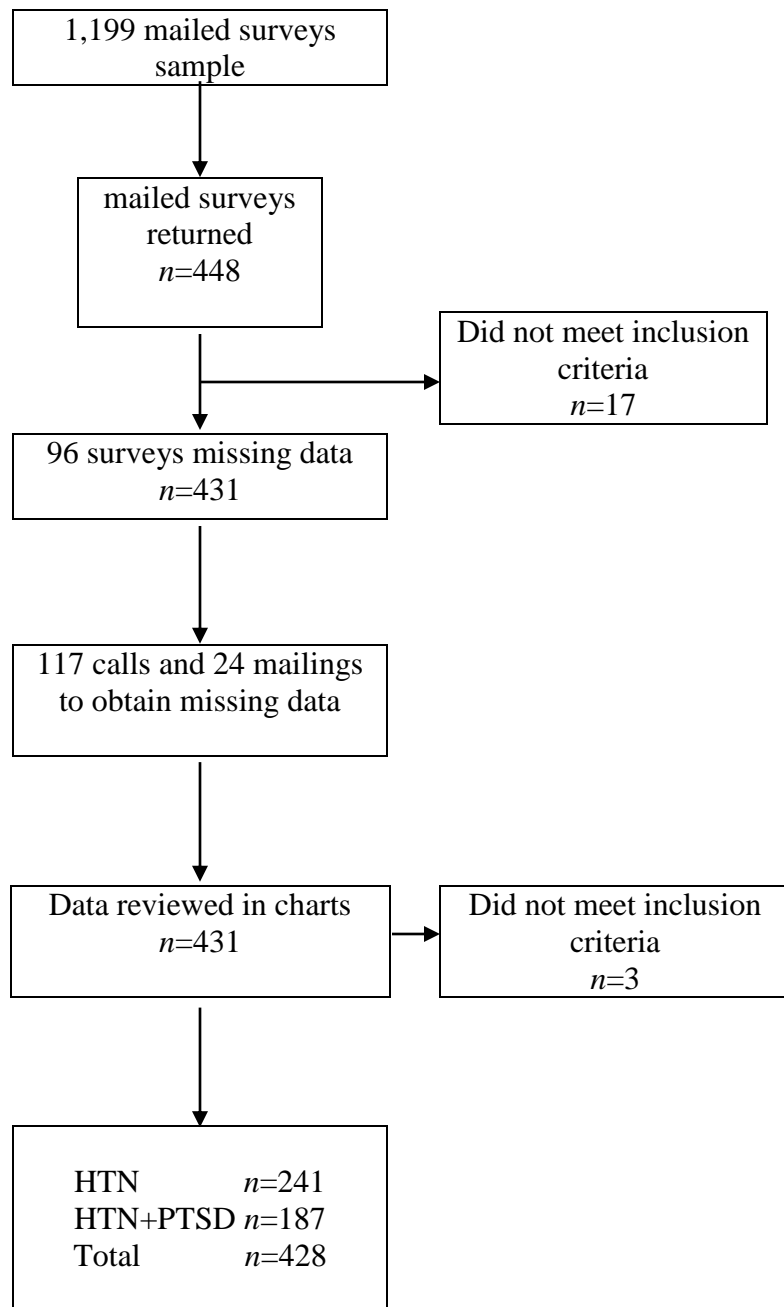 1,199 mailed surveys
sample
mailed surveys
returned
n=448
Did not meet inclusion
criteria
n=17
96 surveys missing data
n=431
117 calls and 24 mailings
to obtain missing data
Data reviewed in charts
n=431
Did not meet inclusion
criteria
n=3
HTN n=241
HTN+PTSD n=187
Total n=428